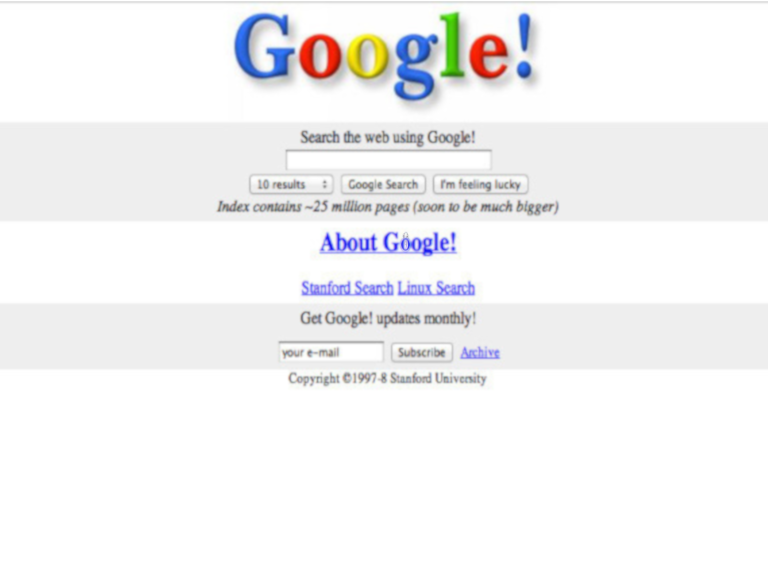 Google!
Search the web using Google!
10 results Google Search I'm feeling lucky
Index contains ~25 million pages (soon to be much bigger)
About Google!
Stanford Search Linux Search
Get Google! updates monthly!
your e-mail Subscribe Archive
Copyright ©1997-8 Stanford University